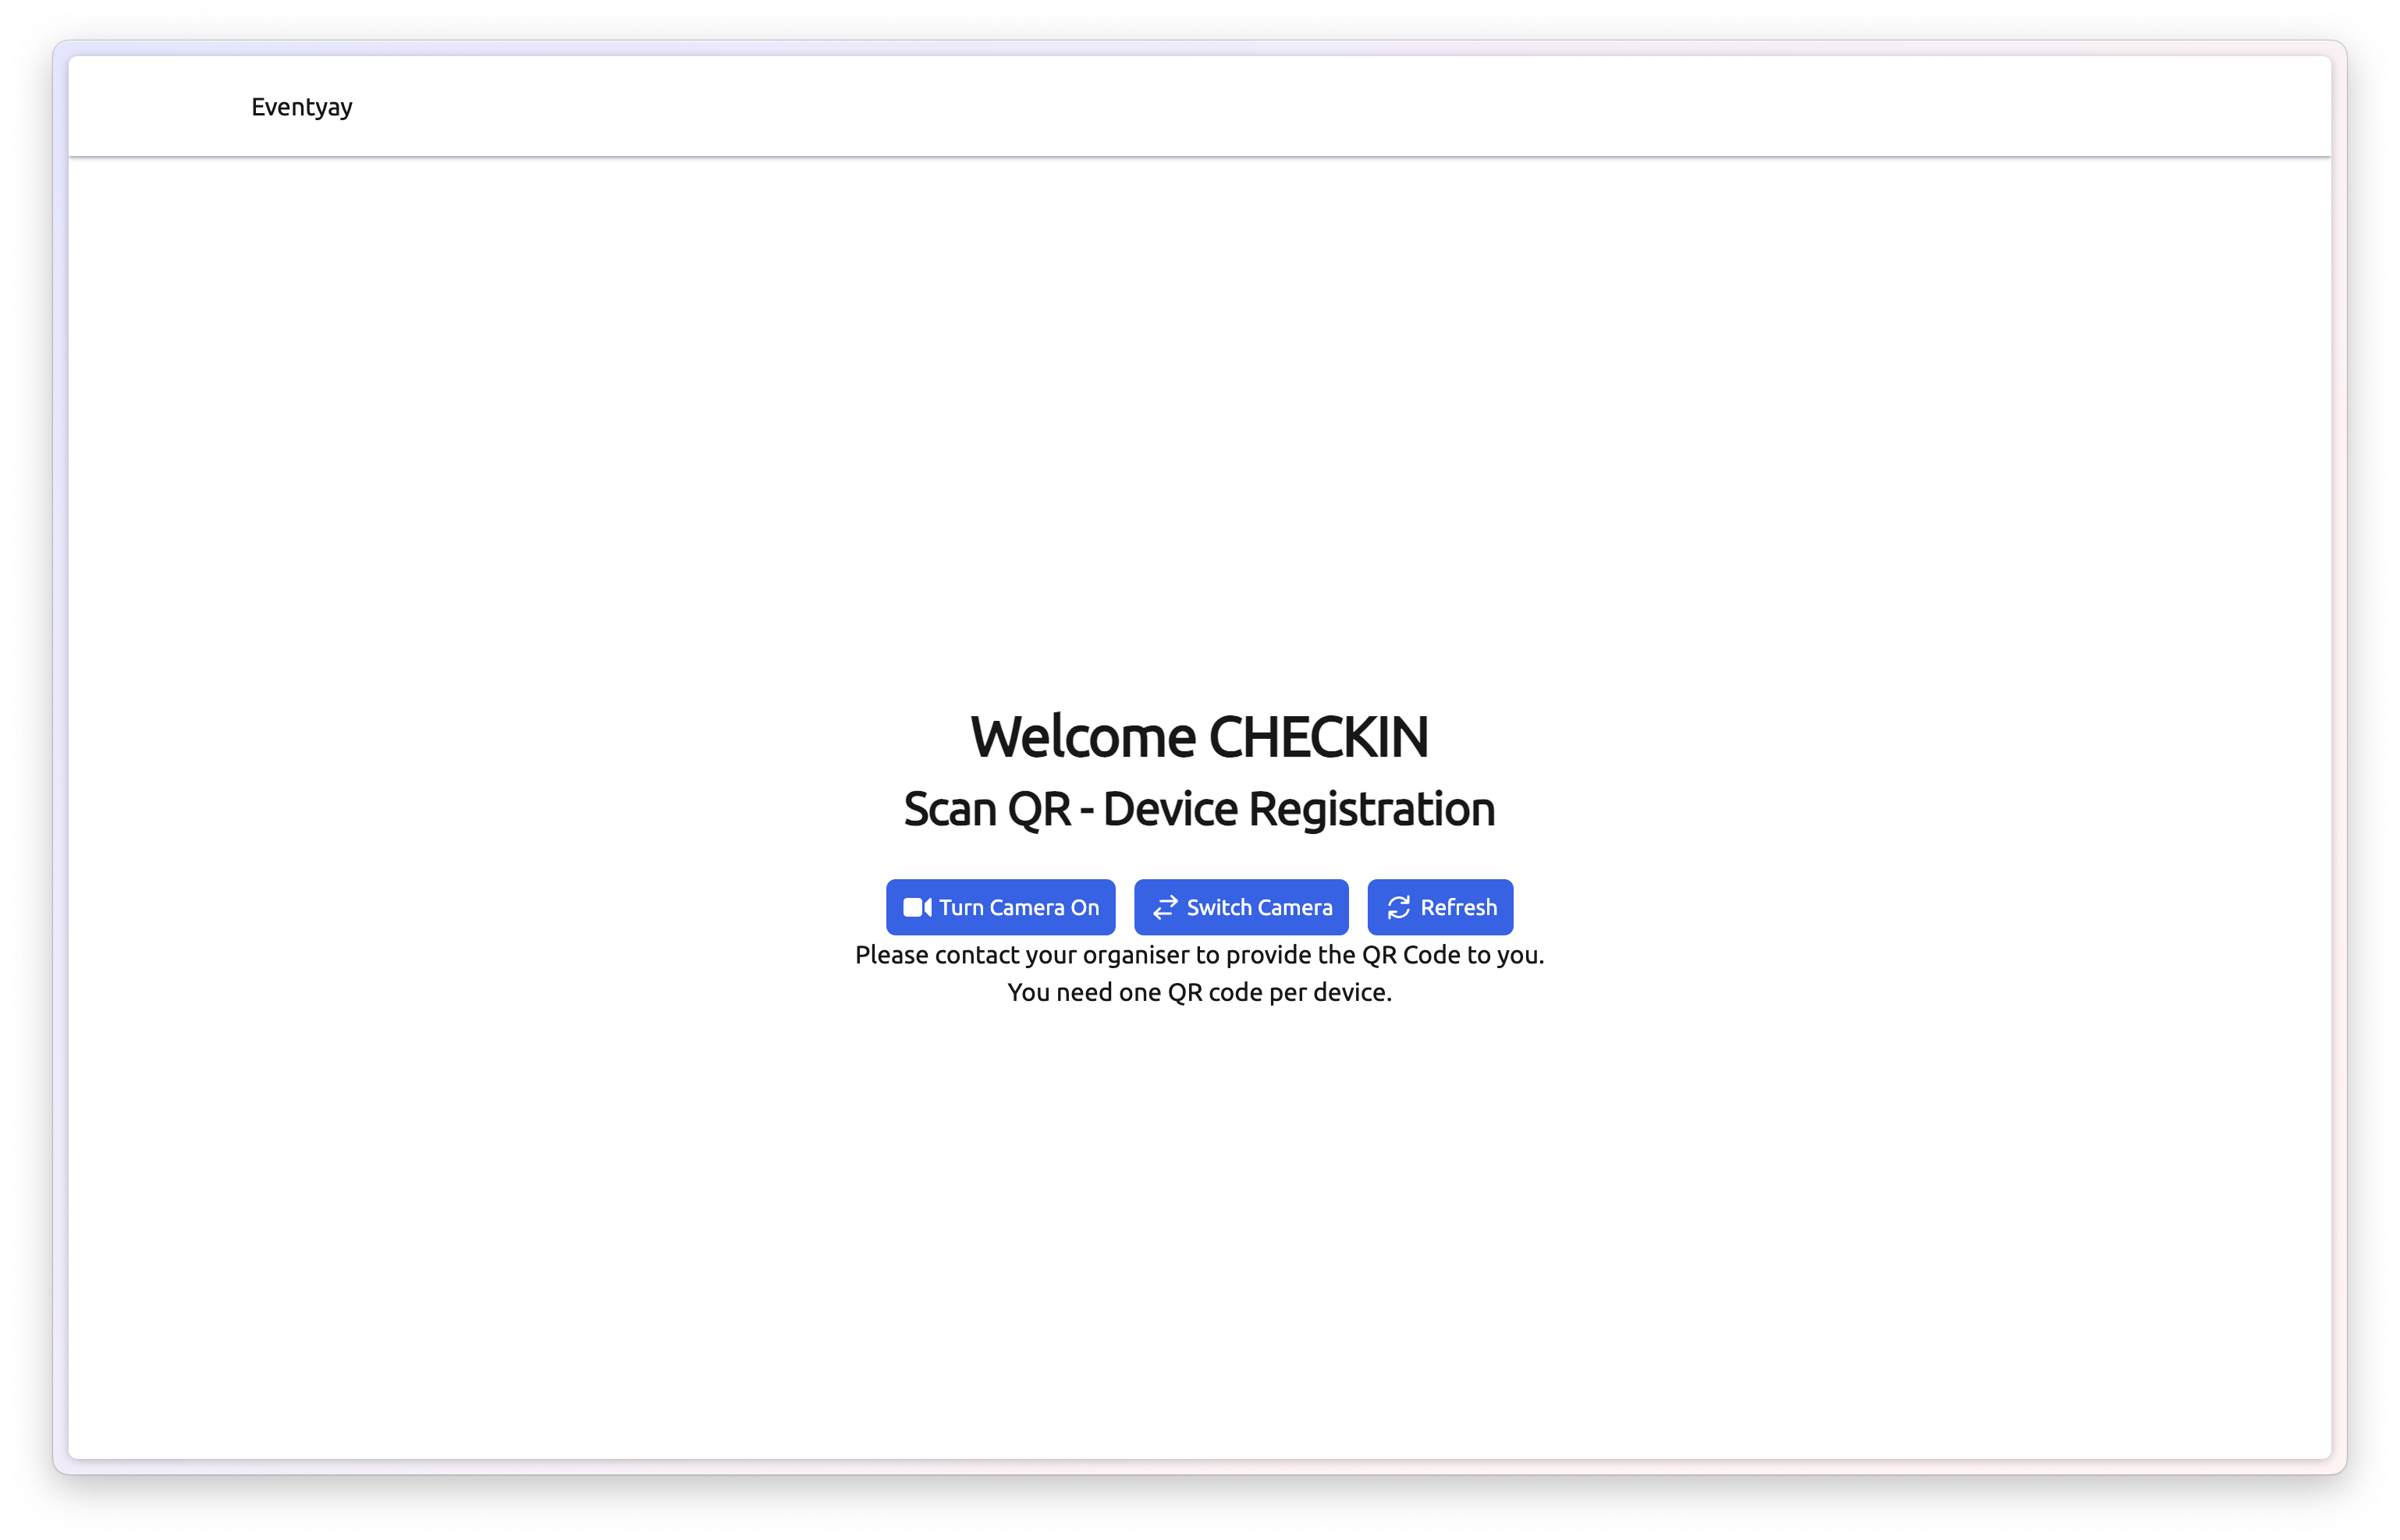 Eventyay
Welcome CHECKIN
Scan QR - Device Registration
Turn Camera On Switch Camera Refresh
Please contact your organiser to provide the QR Code to you.
You need one QR code per device.